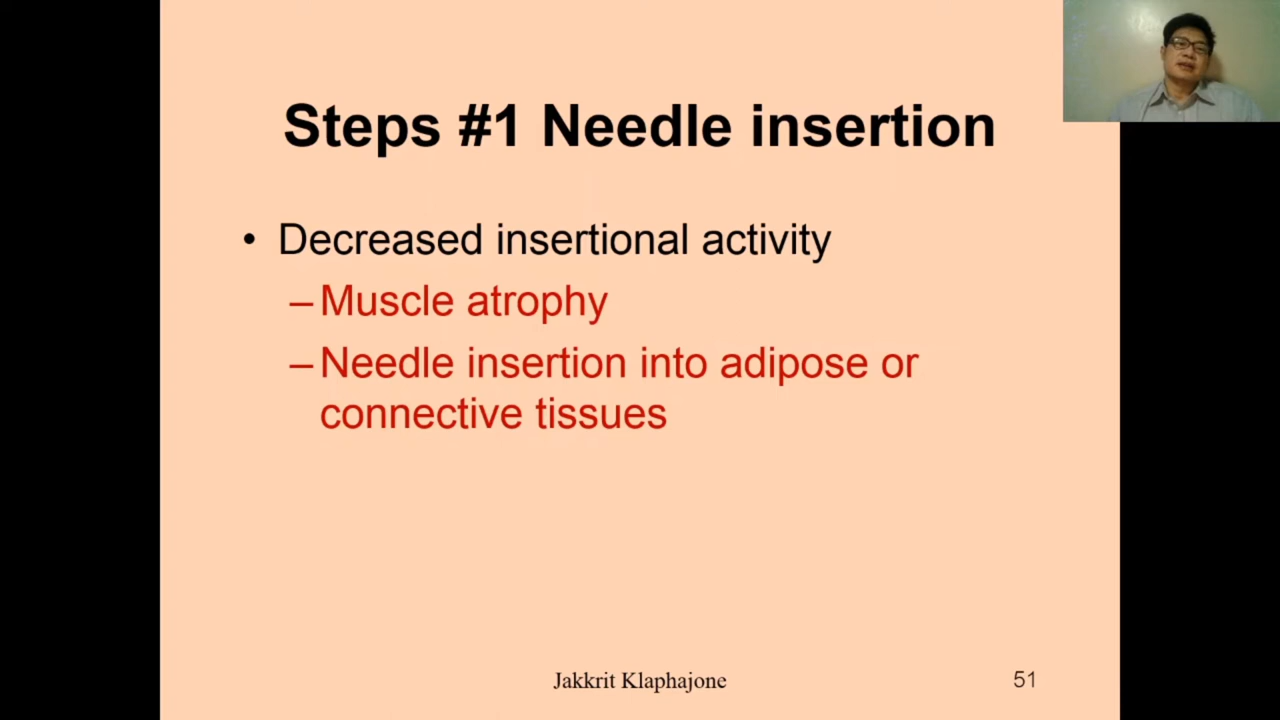 Steps #1 Needle insertion
• Decreased insertional activity
–Muscle atrophy
–Needle insertion into adipose or
connective tissues
Jakkrit Klaphajone
51